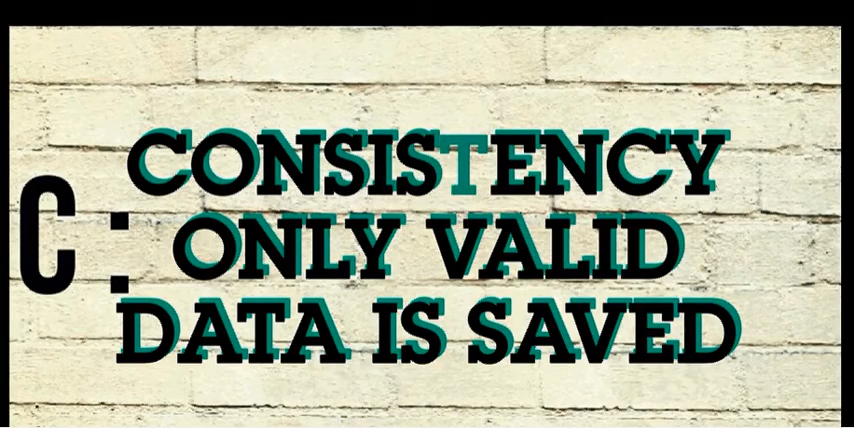 CONSISTENCY
C: ONLY VALID
DATA IS SAVED